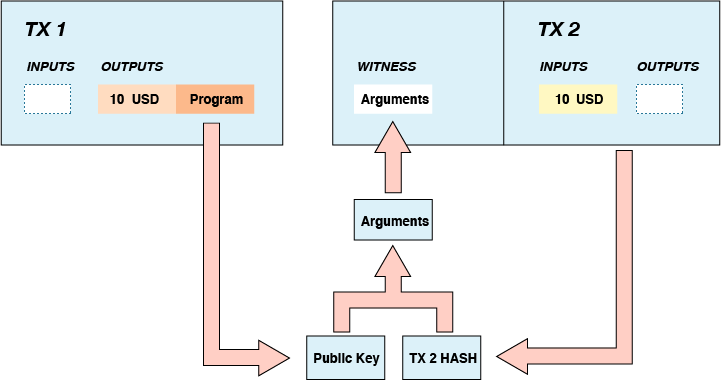 TX 1
INPUTS
OUTPUTS
10 USD
Program
TX 2
WITNESS
Arguments
INPUTS
OUTPUTS
10 USD
Arguments
Public Key
TX 2 HASH